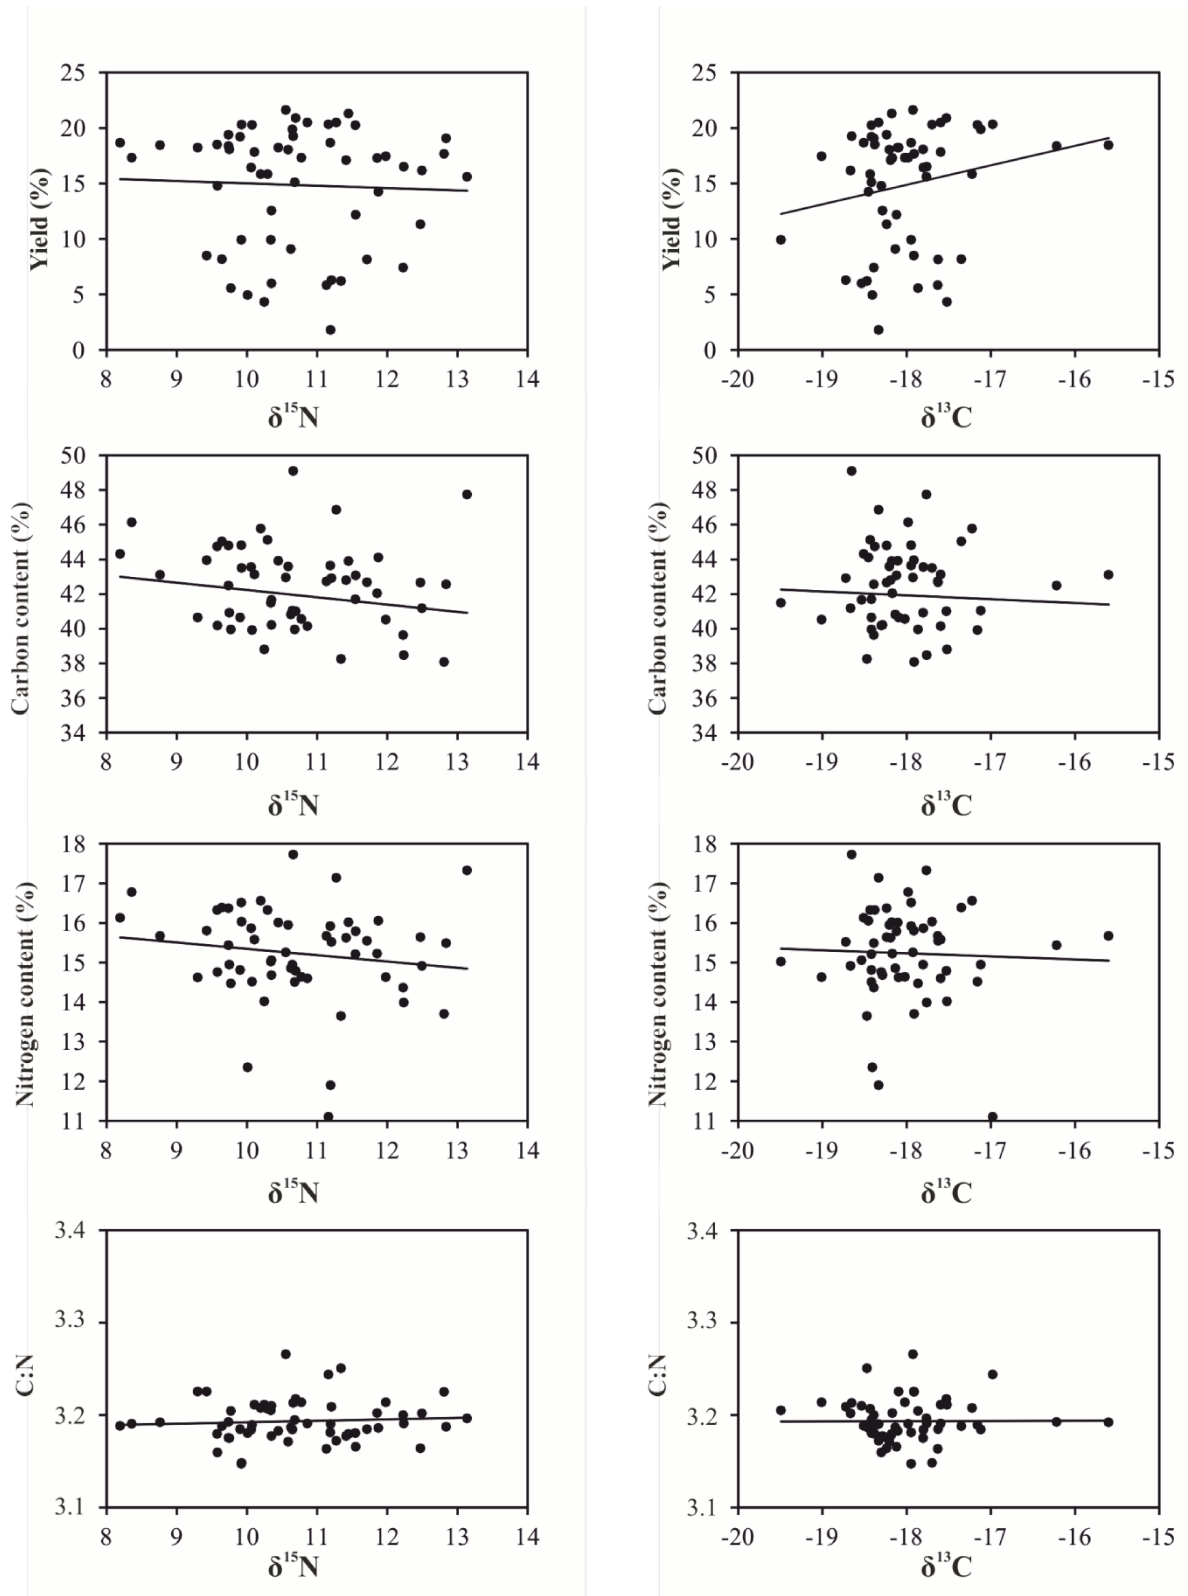 25
20
15
10
5
0
Yield (%)
8 9 10 11 12 13 14
δ¹⁵N
25
20
15
10
5
0
Yield (%)
-20 -19 -18 -17 -16 -15
δ¹³C
50
48
46
44
42
40
38
36
34
Carbon content (%)
8 9 10 11 12 13 14
δ¹⁵N
50
48
46
44
42
40
38
36
34
Carbon content (%)
-20 -19 -18 -17 -16 -15
δ¹³C
18
17
16
15
14
13
12
11
Nitrogen content (%)
8 9 10 11 12 13 14
δ¹⁵N
18
17
16
15
14
13
12
11
Nitrogen content (%)
-20 -19 -18 -17 -16 -15
δ¹³C
3.4
3.3
3.2
3.1
C:N
8 9 10 11 12 13 14
δ¹⁵N
3.4
3.3
3.2
3.1
C:N
-20 -19 -18 -17 -16 -15
δ¹³C